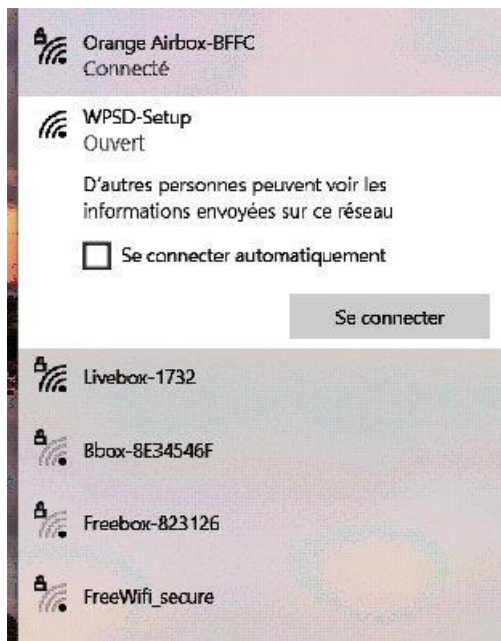 Orange Airbox-BFFC
Connecté
WPSD-Setup
Ouvert
D'autres personnes peuvent voir les
informations envoyées sur ce réseau
Se connecter automatiquement
Se connecter
Livebox-1732
Bbox-8E34546F
Freebox-823126
FreeWifi_secure